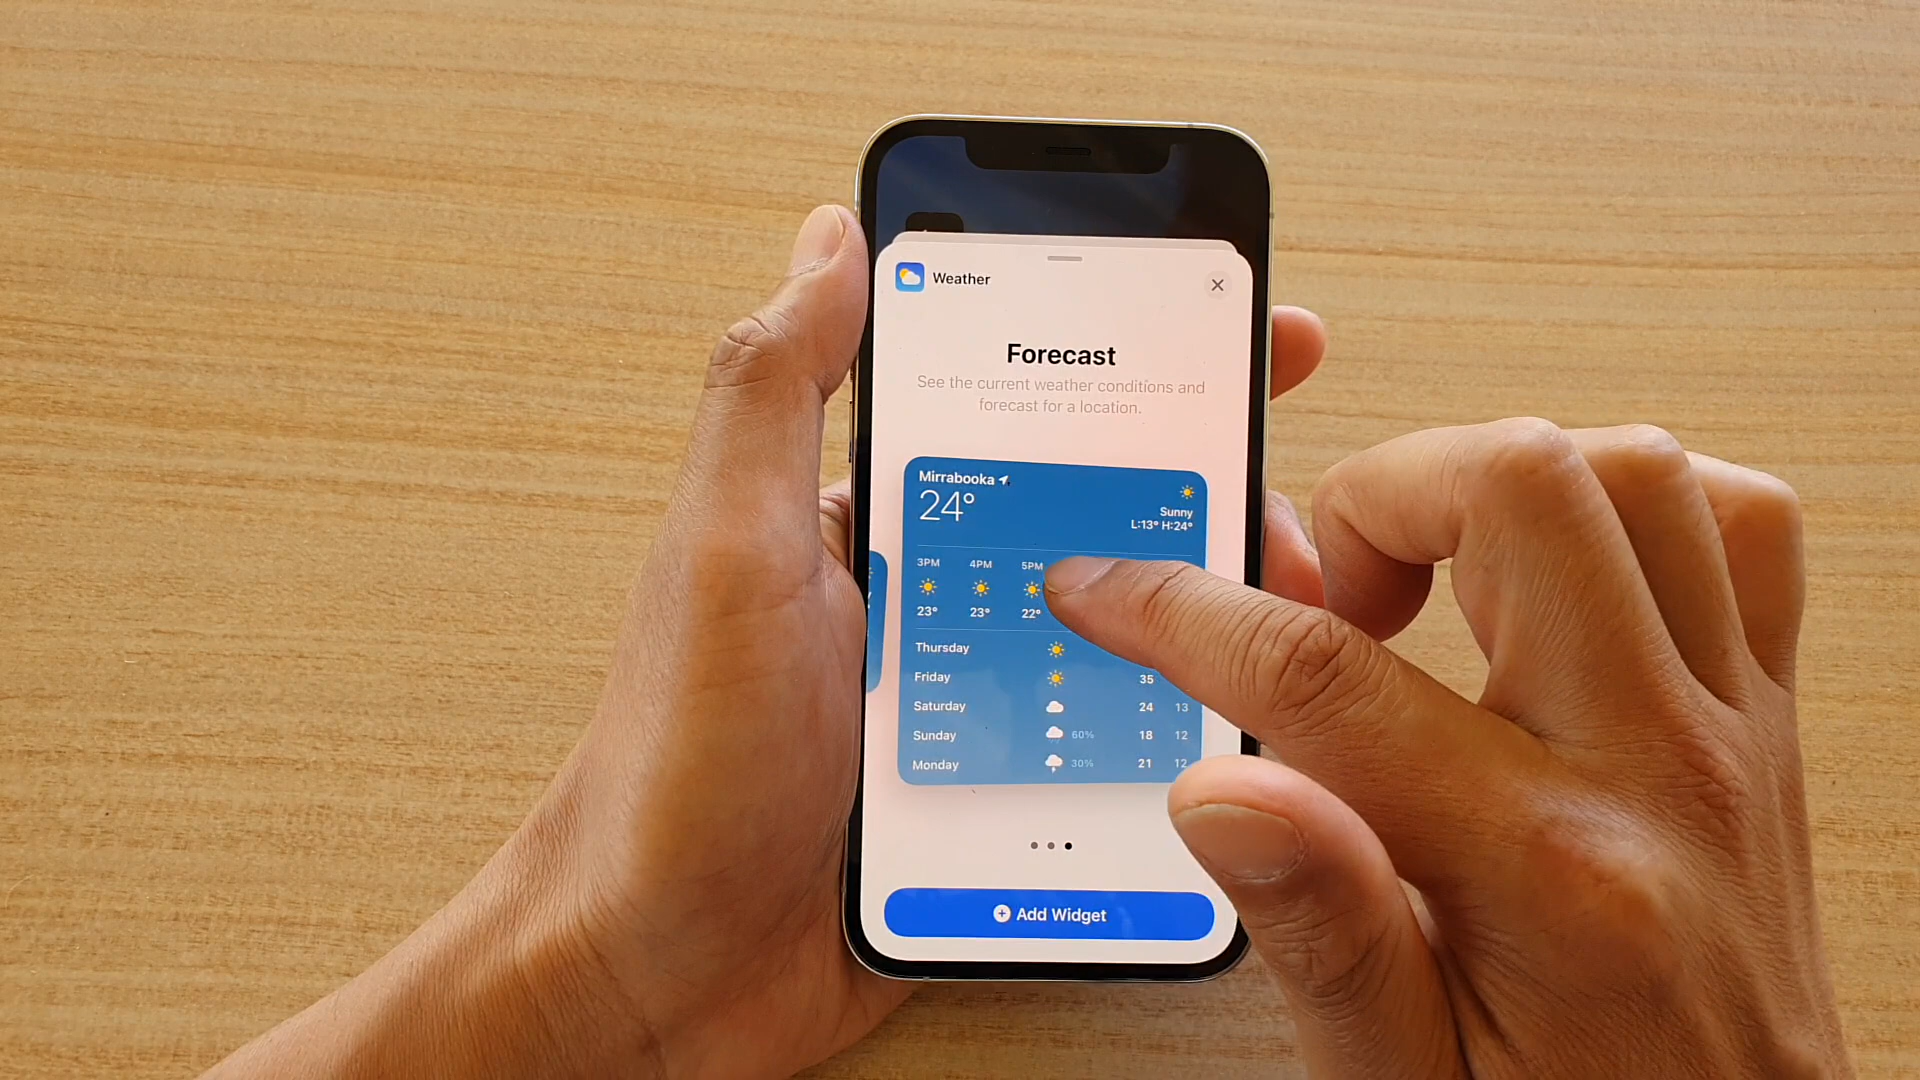 Weather
Forecast
See the current weather conditions and
forecast for a location.
Mirrabooka
24°
Sunny
L:13° H:24°
3PM 4PM 5PM
23° 23° 22°
Thursday
Friday 35
Saturday 24 13
Sunday 60% 18 12
Monday 30% 21 12
Add Widget